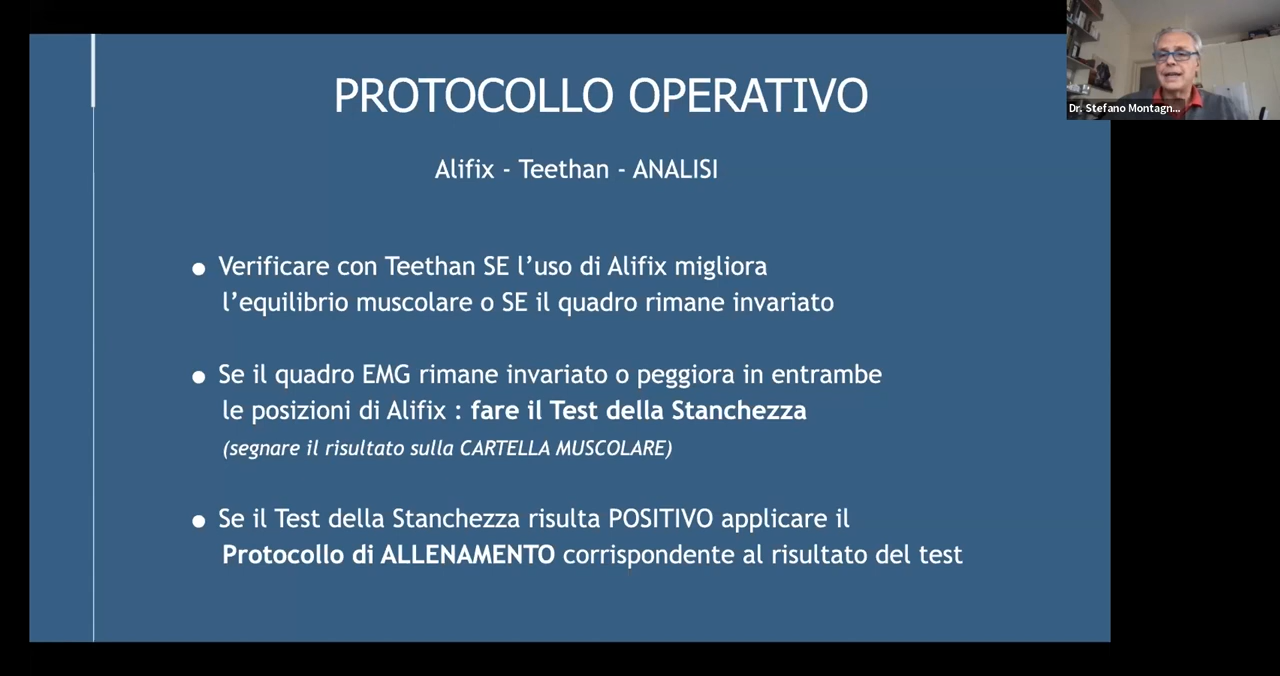 PROTOCOLLO OPERATIVO
Alifix - Teethan - ANALISI
● Verificare con Teethan SE l’uso di Alifix migliora
l’equilibrio muscolare o SE il quadro rimane invariato
● Se il quadro EMG rimane invariato o peggiora in entrambe
le posizioni di Alifix : fare il Test della Stanchezza
(segnare il risultato sulla CARTELLA MUSCOLARE)
● Se il Test della Stanchezza risulta POSITIVO applicare il
Protocollo di ALLENAMENTO corrispondente al risultato del test
Dr. Stefano Montagn...